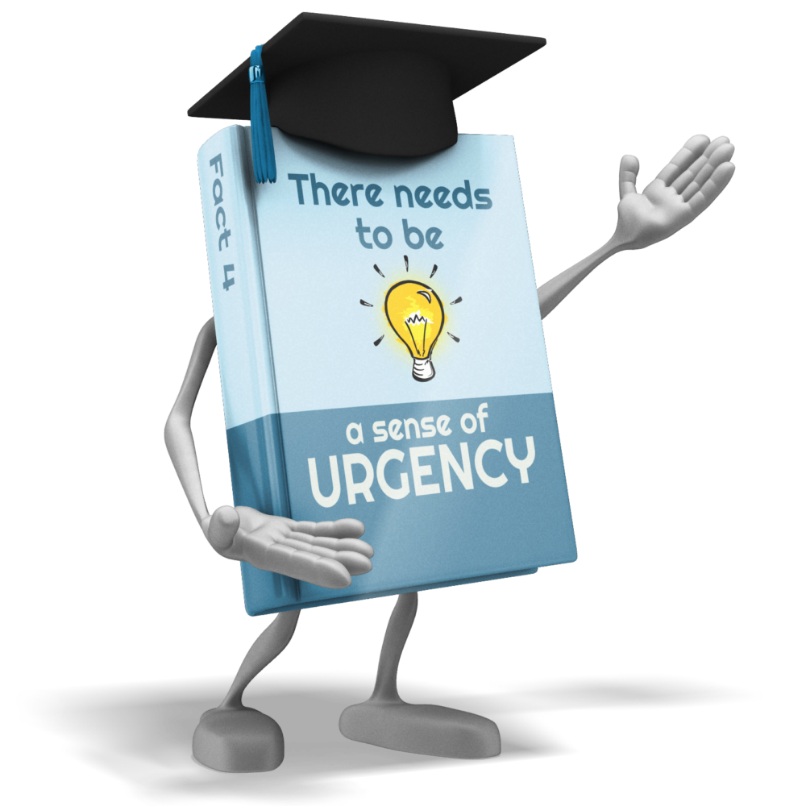 Fact 4
There needs
to be
a sense of
URGENCY